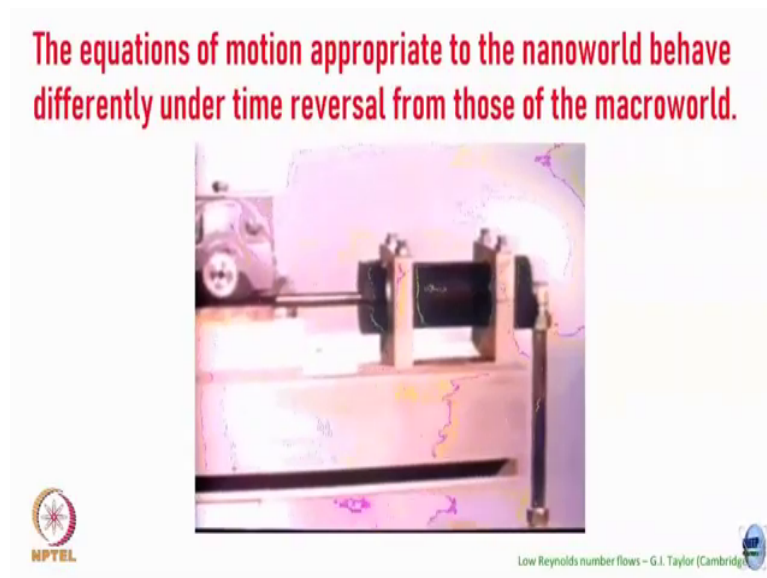 The equations of motion appropriate to the nanoworld behave
differently under time reversal from those of the macroworld.
NPTEL
Low Reynolds number flows – G.I. Taylor (Cambridge